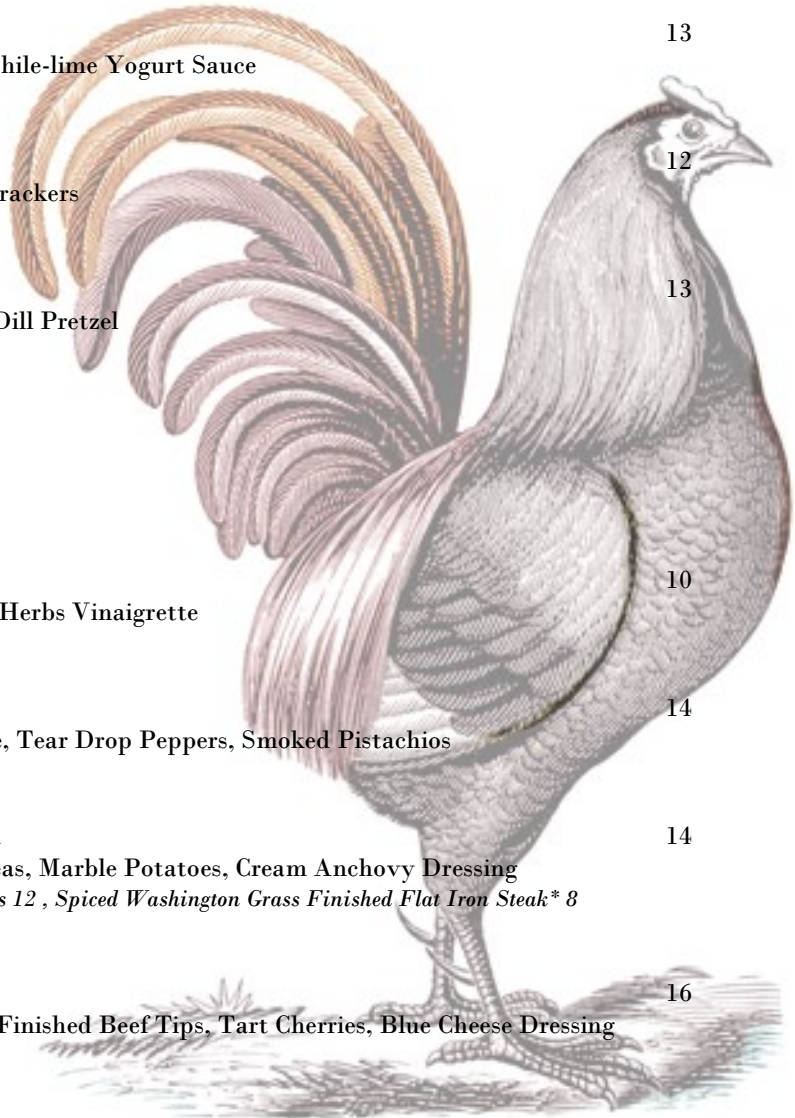 13
hile-lime Yogurt Sauce
12
rackers
13
Dill Pretzel
10
Herbs Vinaigrette
14
, Tear Drop Peppers, Smoked Pistachios
14
eas, Marble Potatoes, Cream Anchovy Dressing
s 12 , Spiced Washington Grass Finished Flat Iron Steak* 8
16
Finished Beef Tips, Tart Cherries, Blue Cheese Dressing